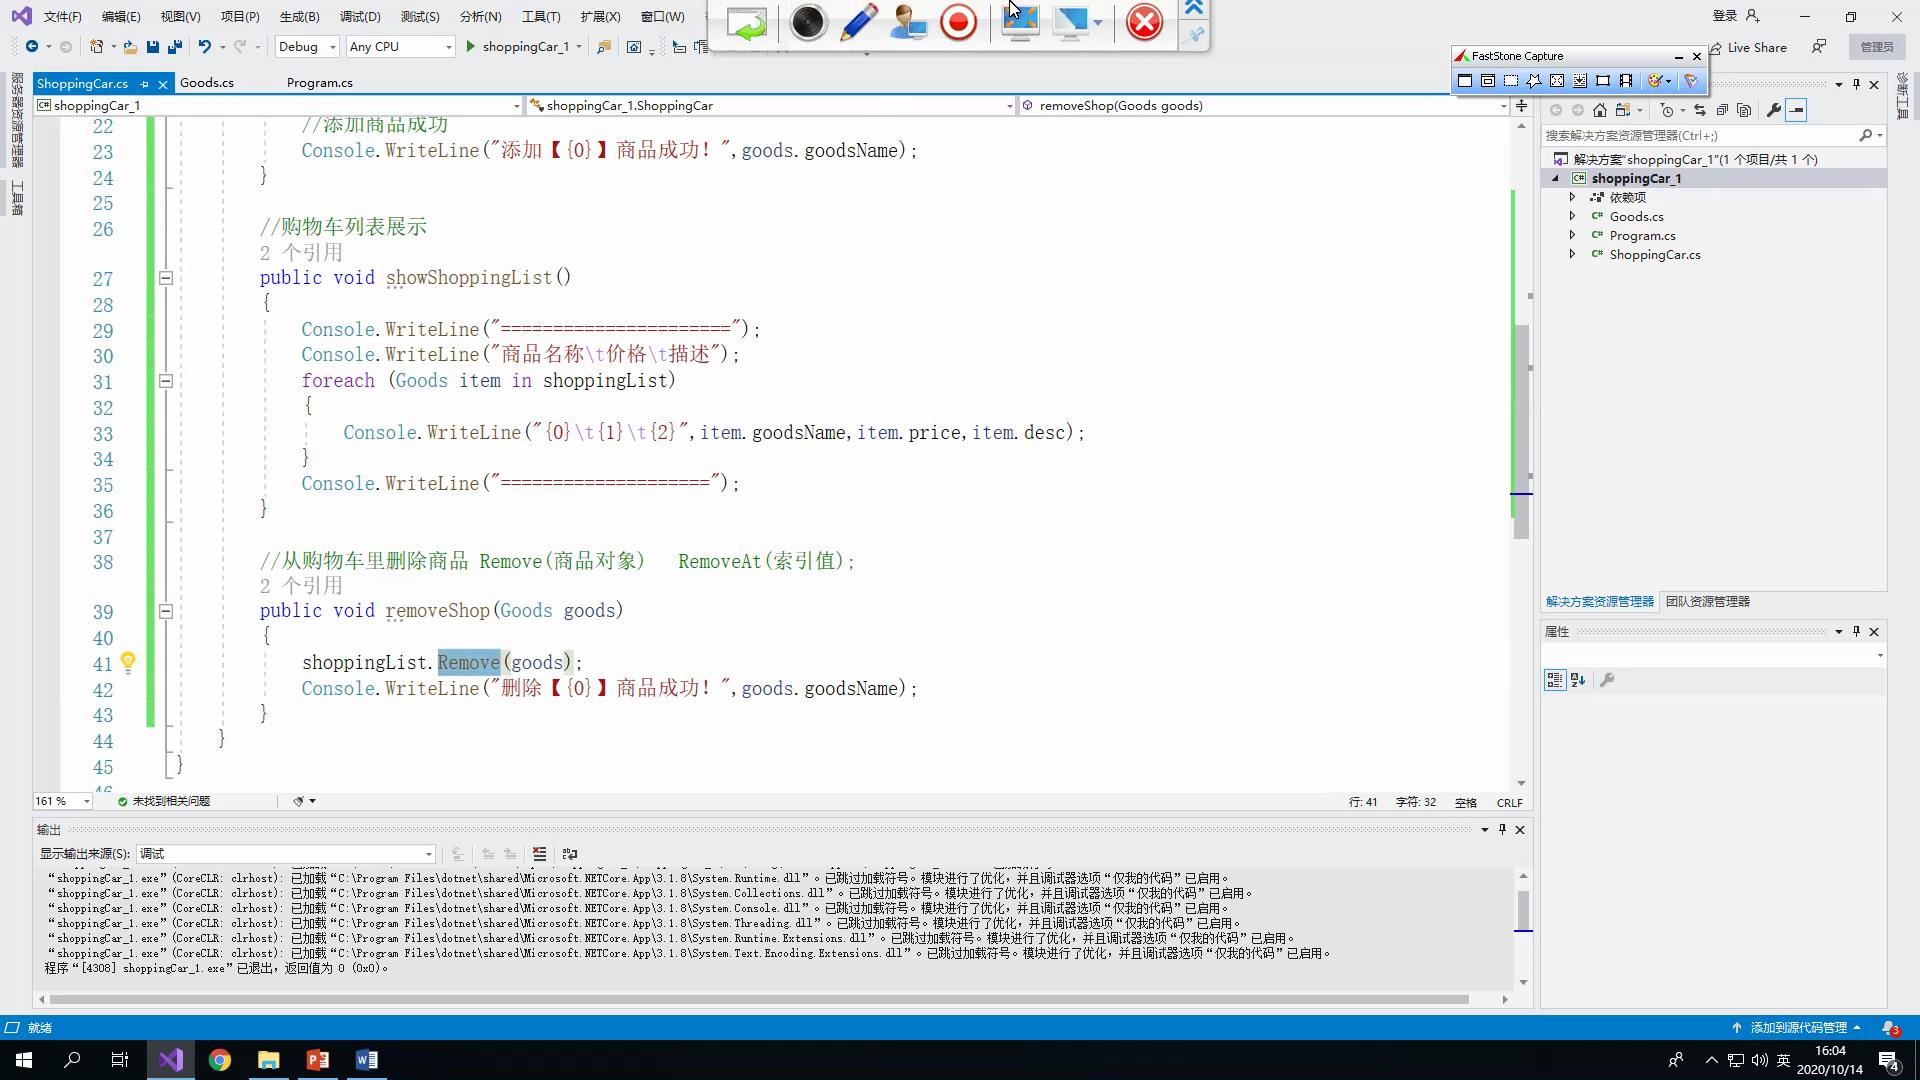 文件(F) 编辑(E) 视图(V) 项目(P) 生成(B) 调试(D) 测试(S) 分析(N) 工具(T) 扩展(X) 窗口(W)
登录
Debug Any CPU shoppingCar_1
Live Share 管理员
FastStone Capture
服务器资源管理器
工具箱
诊断工具
ShoppingCar.cs Goods.cs Program.cs
shoppingCar_1 shoppingCar_1.ShoppingCar removeShop(Goods goods)
22 //添加商品成功
23 Console.WriteLine("添加【{0}】商品成功! ",goods.goodsName);
24 }
25
26 //购物车列表展示
2 个引用
27 public void showShoppingList()
28 {
29 Console.WriteLine("======================");
30 Console.WriteLine("商品名称\t价格\t描述");
31 foreach (Goods item in shoppingList)
32 {
33 Console.WriteLine("{0}\t{1}\t{2}",item.goodsName,item.price,item.desc);
34 }
35 Console.WriteLine("====================");
36 }
37
38 //从购物车里删除商品 Remove(商品对象) RemoveAt(索引值);
2 个引用
39 public void removeShop(Goods goods)
40 {
41 shoppingList.Remove(goods);
42 Console.WriteLine("删除【{0}】商品成功! ",goods.goodsName);
43 }
44 }
45 }
161 % 未找到相关问题 行: 41 字符: 32 空格 CRLF
输出
显示输出来源(S): 调试
“shoppingCar_1.exe”(CoreCLR: clrhost): 已加载“C:\Program Files\dotnet\shared\Microsoft.NETCore.App\3.1.8\System.Runtime.dll”。已跳过加载符号。模块进行了优化，并且调试器选项“仅我的代码”已启用。
“shoppingCar_1.exe”(CoreCLR: clrhost): 已加载“C:\Program Files\dotnet\shared\Microsoft.NETCore.App\3.1.8\System.Collections.dll”。已跳过加载符号。模块进行了优化，并且调试器选项“仅我的代码”已启用。
“shoppingCar_1.exe”(CoreCLR: clrhost): 已加载“C:\Program Files\dotnet\shared\Microsoft.NETCore.App\3.1.8\System.Console.dll”。已跳过加载符号。模块进行了优化，并且调试器选项“仅我的代码”已启用。
“shoppingCar_1.exe”(CoreCLR: clrhost): 已加载“C:\Program Files\dotnet\shared\Microsoft.NETCore.App\3.1.8\System.Threading.dll”。已跳过加载符号。模块进行了优化，并且调试器选项“仅我的代码”已启用。
“shoppingCar_1.exe”(CoreCLR: clrhost): 已加载“C:\Program Files\dotnet\shared\Microsoft.NETCore.App\3.1.8\System.Runtime.Extensions.dll”。已跳过加载符号。模块进行了优化，并且调试器选项“仅我的代码”已启用。
“shoppingCar_1.exe”(CoreCLR: clrhost): 已加载“C:\Program Files\dotnet\shared\Microsoft.NETCore.App\3.1.8\System.Text.Encoding.Extensions.dll”。已跳过加载符号。模块进行了优化，并且调试器选项“仅我的代码”已启用。
程序“[4308] shoppingCar_1.exe”已退出，返回值为 0 (0x0)。
搜索解决方案资源管理器(Ctrl+;)
解决方案"shoppingCar_1"(1 个项目/共 1 个)
shoppingCar_1
依赖项
Goods.cs
Program.cs
ShoppingCar.cs
解决方案资源管理器 团队资源管理器
属性
就绪 添加到源代码管理 3
英 16:04
2020/10/14 4